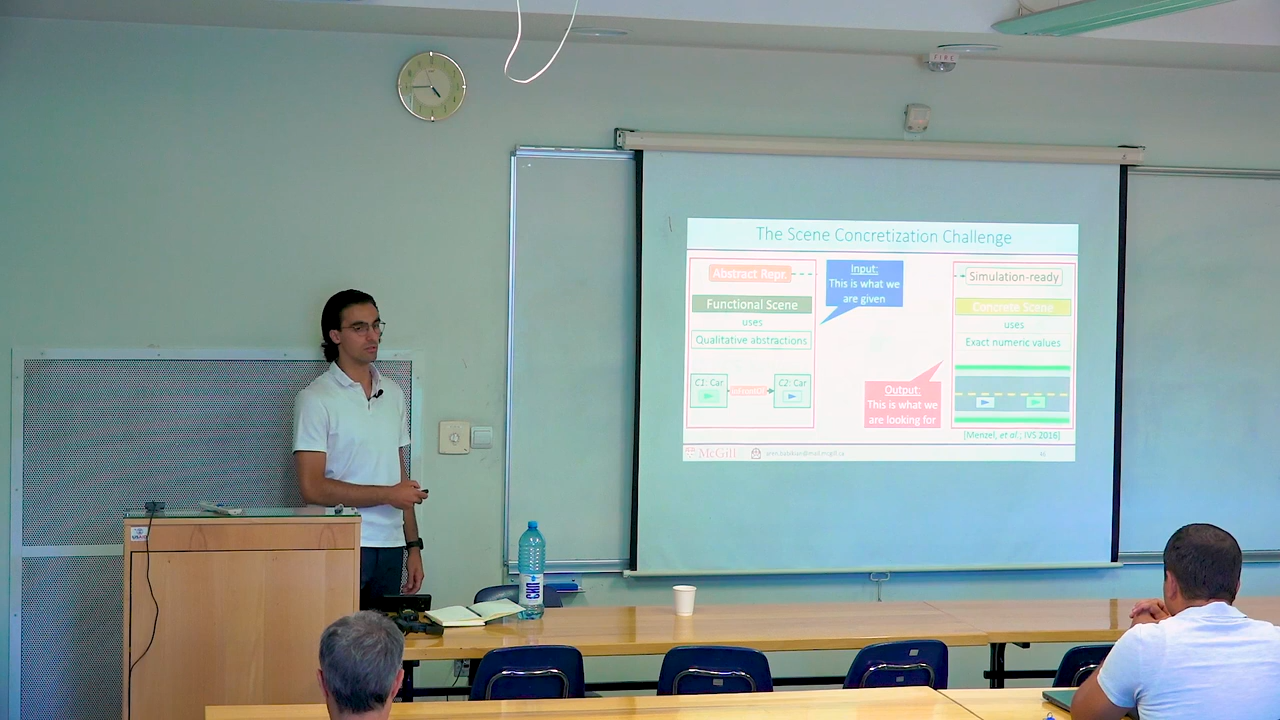 FIRE
The Scene Concretization Challenge
Abstract Repr.
Functional Scene
uses
Qualitative abstractions
C1: Car
C2: Car
Input:
This is what we
are given
Output:
This is what we
are looking for
Simulation-ready
Concrete Scene
uses
Exact numeric values
[Menzel, et al., IVS 2016]
McGill
USAID